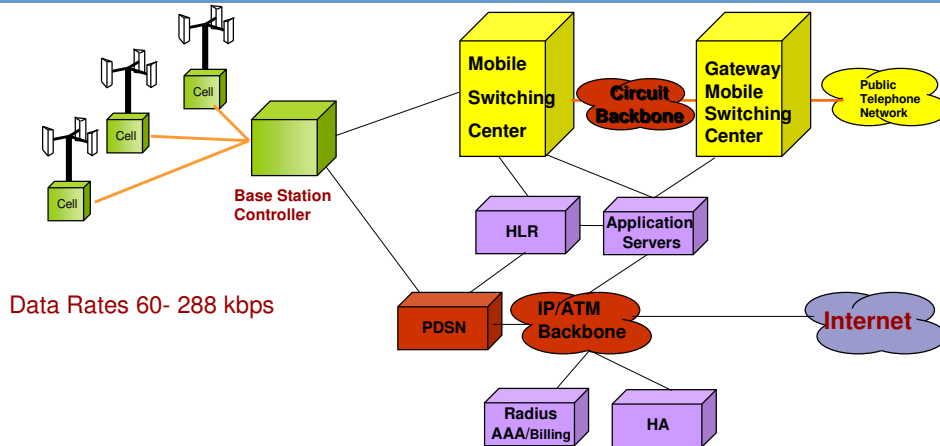 Cell
Cell
Cell
Base Station
Controller
Mobile
Switching
Center
Circuit
Backbone
Gateway
Mobile
Switching
Center
Public
Telephone
Network
HLR
Application
Servers
Data Rates 60- 288 kbps
PDSN
IP/ATM
Backbone
Internet
Radius
AAA/Billing
HA